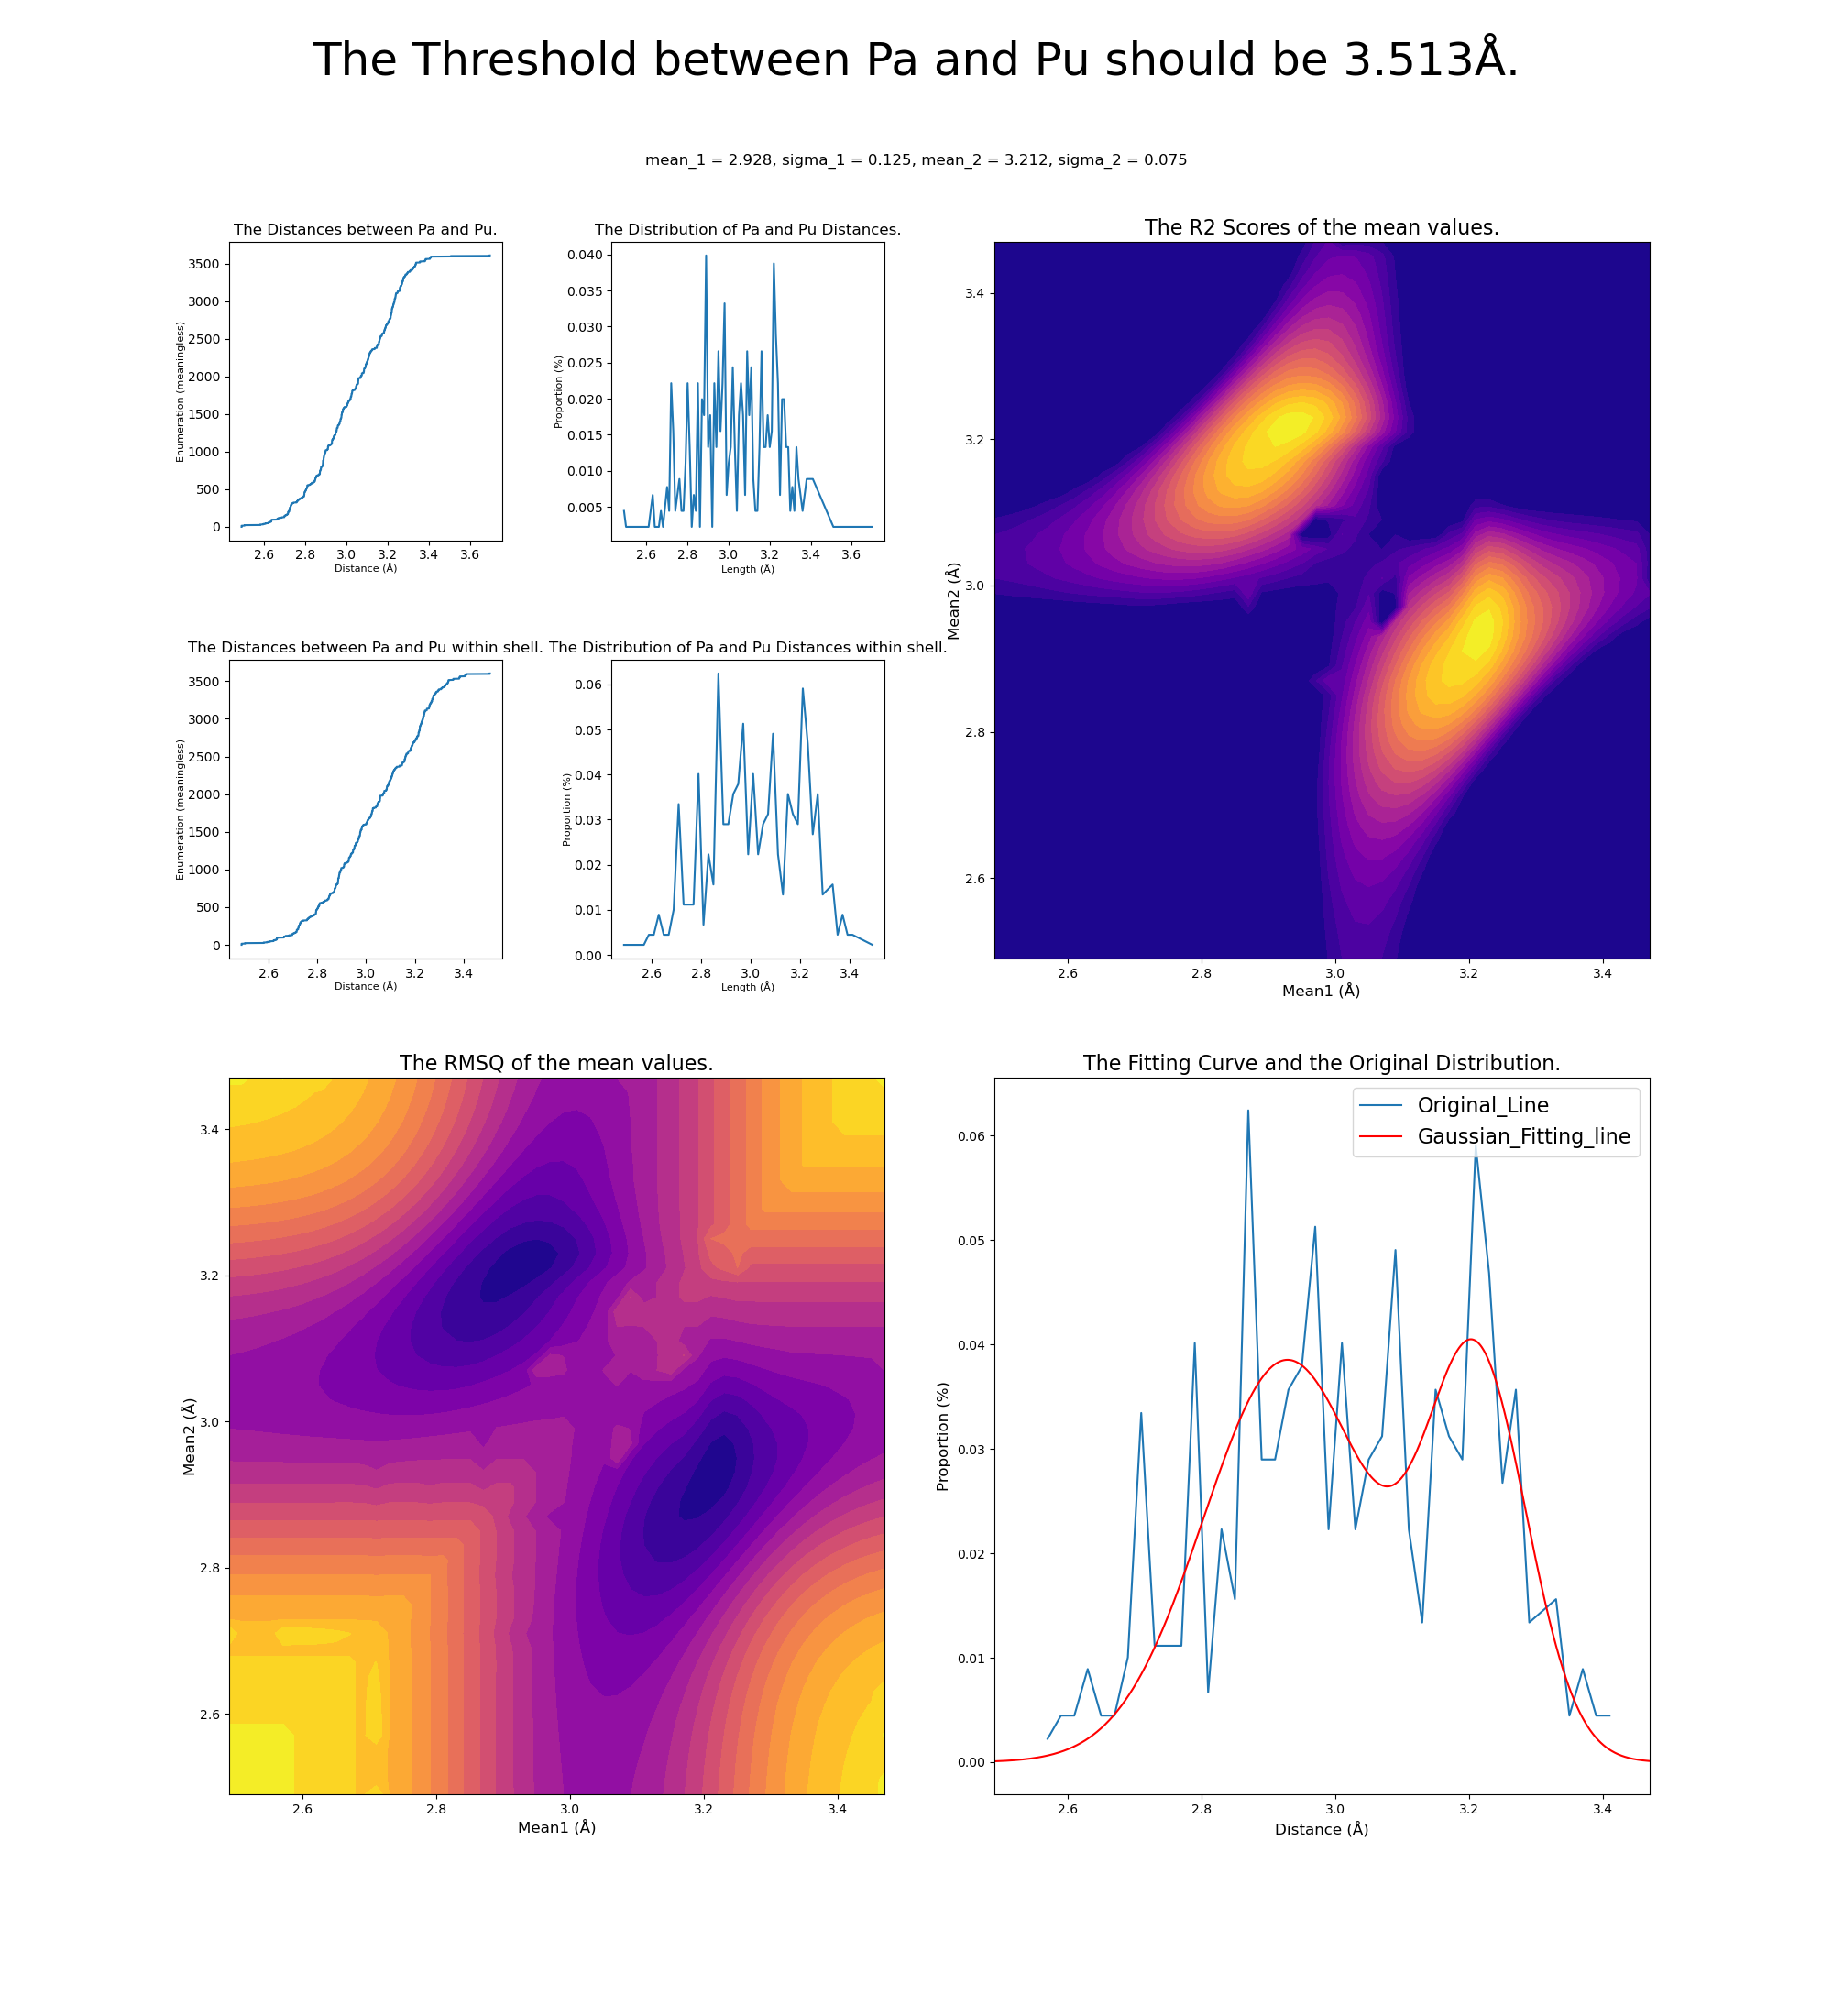 The Threshold between Pa and Pu should be 3.513Å.
mean_1 = 2.928, sigma_1 = 0.125, mean_2 = 3.212, sigma_2 = 0.075
The Distances between Pa and Pu.
3500
3000
2500
2000
1500
1000
500
0
Enumeration (meaningless)
2.6 2.8 3.0 3.2 3.4 3.6
Distance (Å)
The Distribution of Pa and Pu Distances.
0.040
0.035
0.030
0.025
0.020
0.015
0.010
0.005
Proportion (%)
2.6 2.8 3.0 3.2 3.4 3.6
Length (Å)
The R2 Scores of the mean values.
3.4
3.2
3.0
2.8
2.6
Mean2 (Å)
2.6 2.8 3.0 3.2 3.4
Mean1 (Å)
The Distances between Pa and Pu within shell.
3500
3000
2500
2000
1500
1000
500
0
Enumeration (meaningless)
2.6 2.8 3.0 3.2 3.4
Distance (Å)
The Distribution of Pa and Pu Distances within shell.
0.06
0.05
0.04
0.03
0.02
0.01
0.00
Proportion (%)
2.6 2.8 3.0 3.2 3.4
Length (Å)
The RMSQ of the mean values.
3.4
3.2
3.0
2.8
2.6
Mean2 (Å)
2.6 2.8 3.0 3.2 3.4
Mean1 (Å)
The Fitting Curve and the Original Distribution.
Original_Line
Gaussian_Fitting_line
0.06
0.05
0.04
0.03
0.02
0.01
0.00
Proportion (%)
2.6 2.8 3.0 3.2 3.4
Distance (Å)